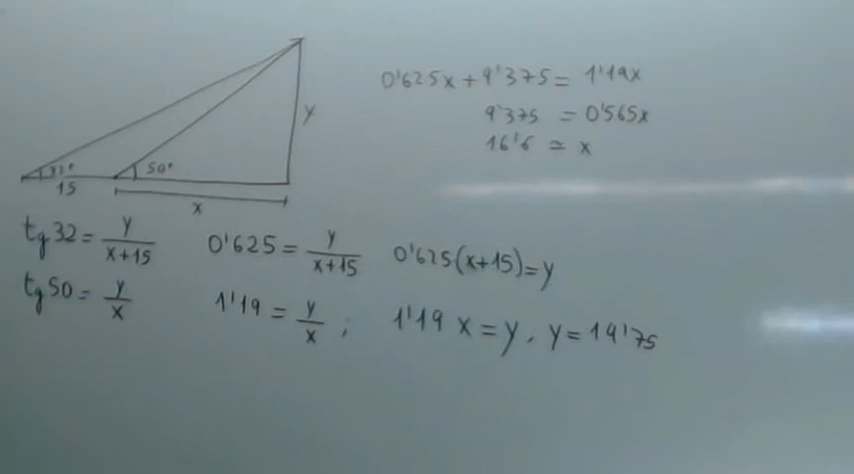 y
32°
50°
15
x
0'625x + 9'375 = 1'19x
9'375 = 0'565x
16'6 ≃ x
tg 32 = y/(x+15)  0'625 = y/(x+15)  0'625(x+15) = y
tg 50 = y/x  1'19 = y/x ;  1'19 x = y . y = 19'75